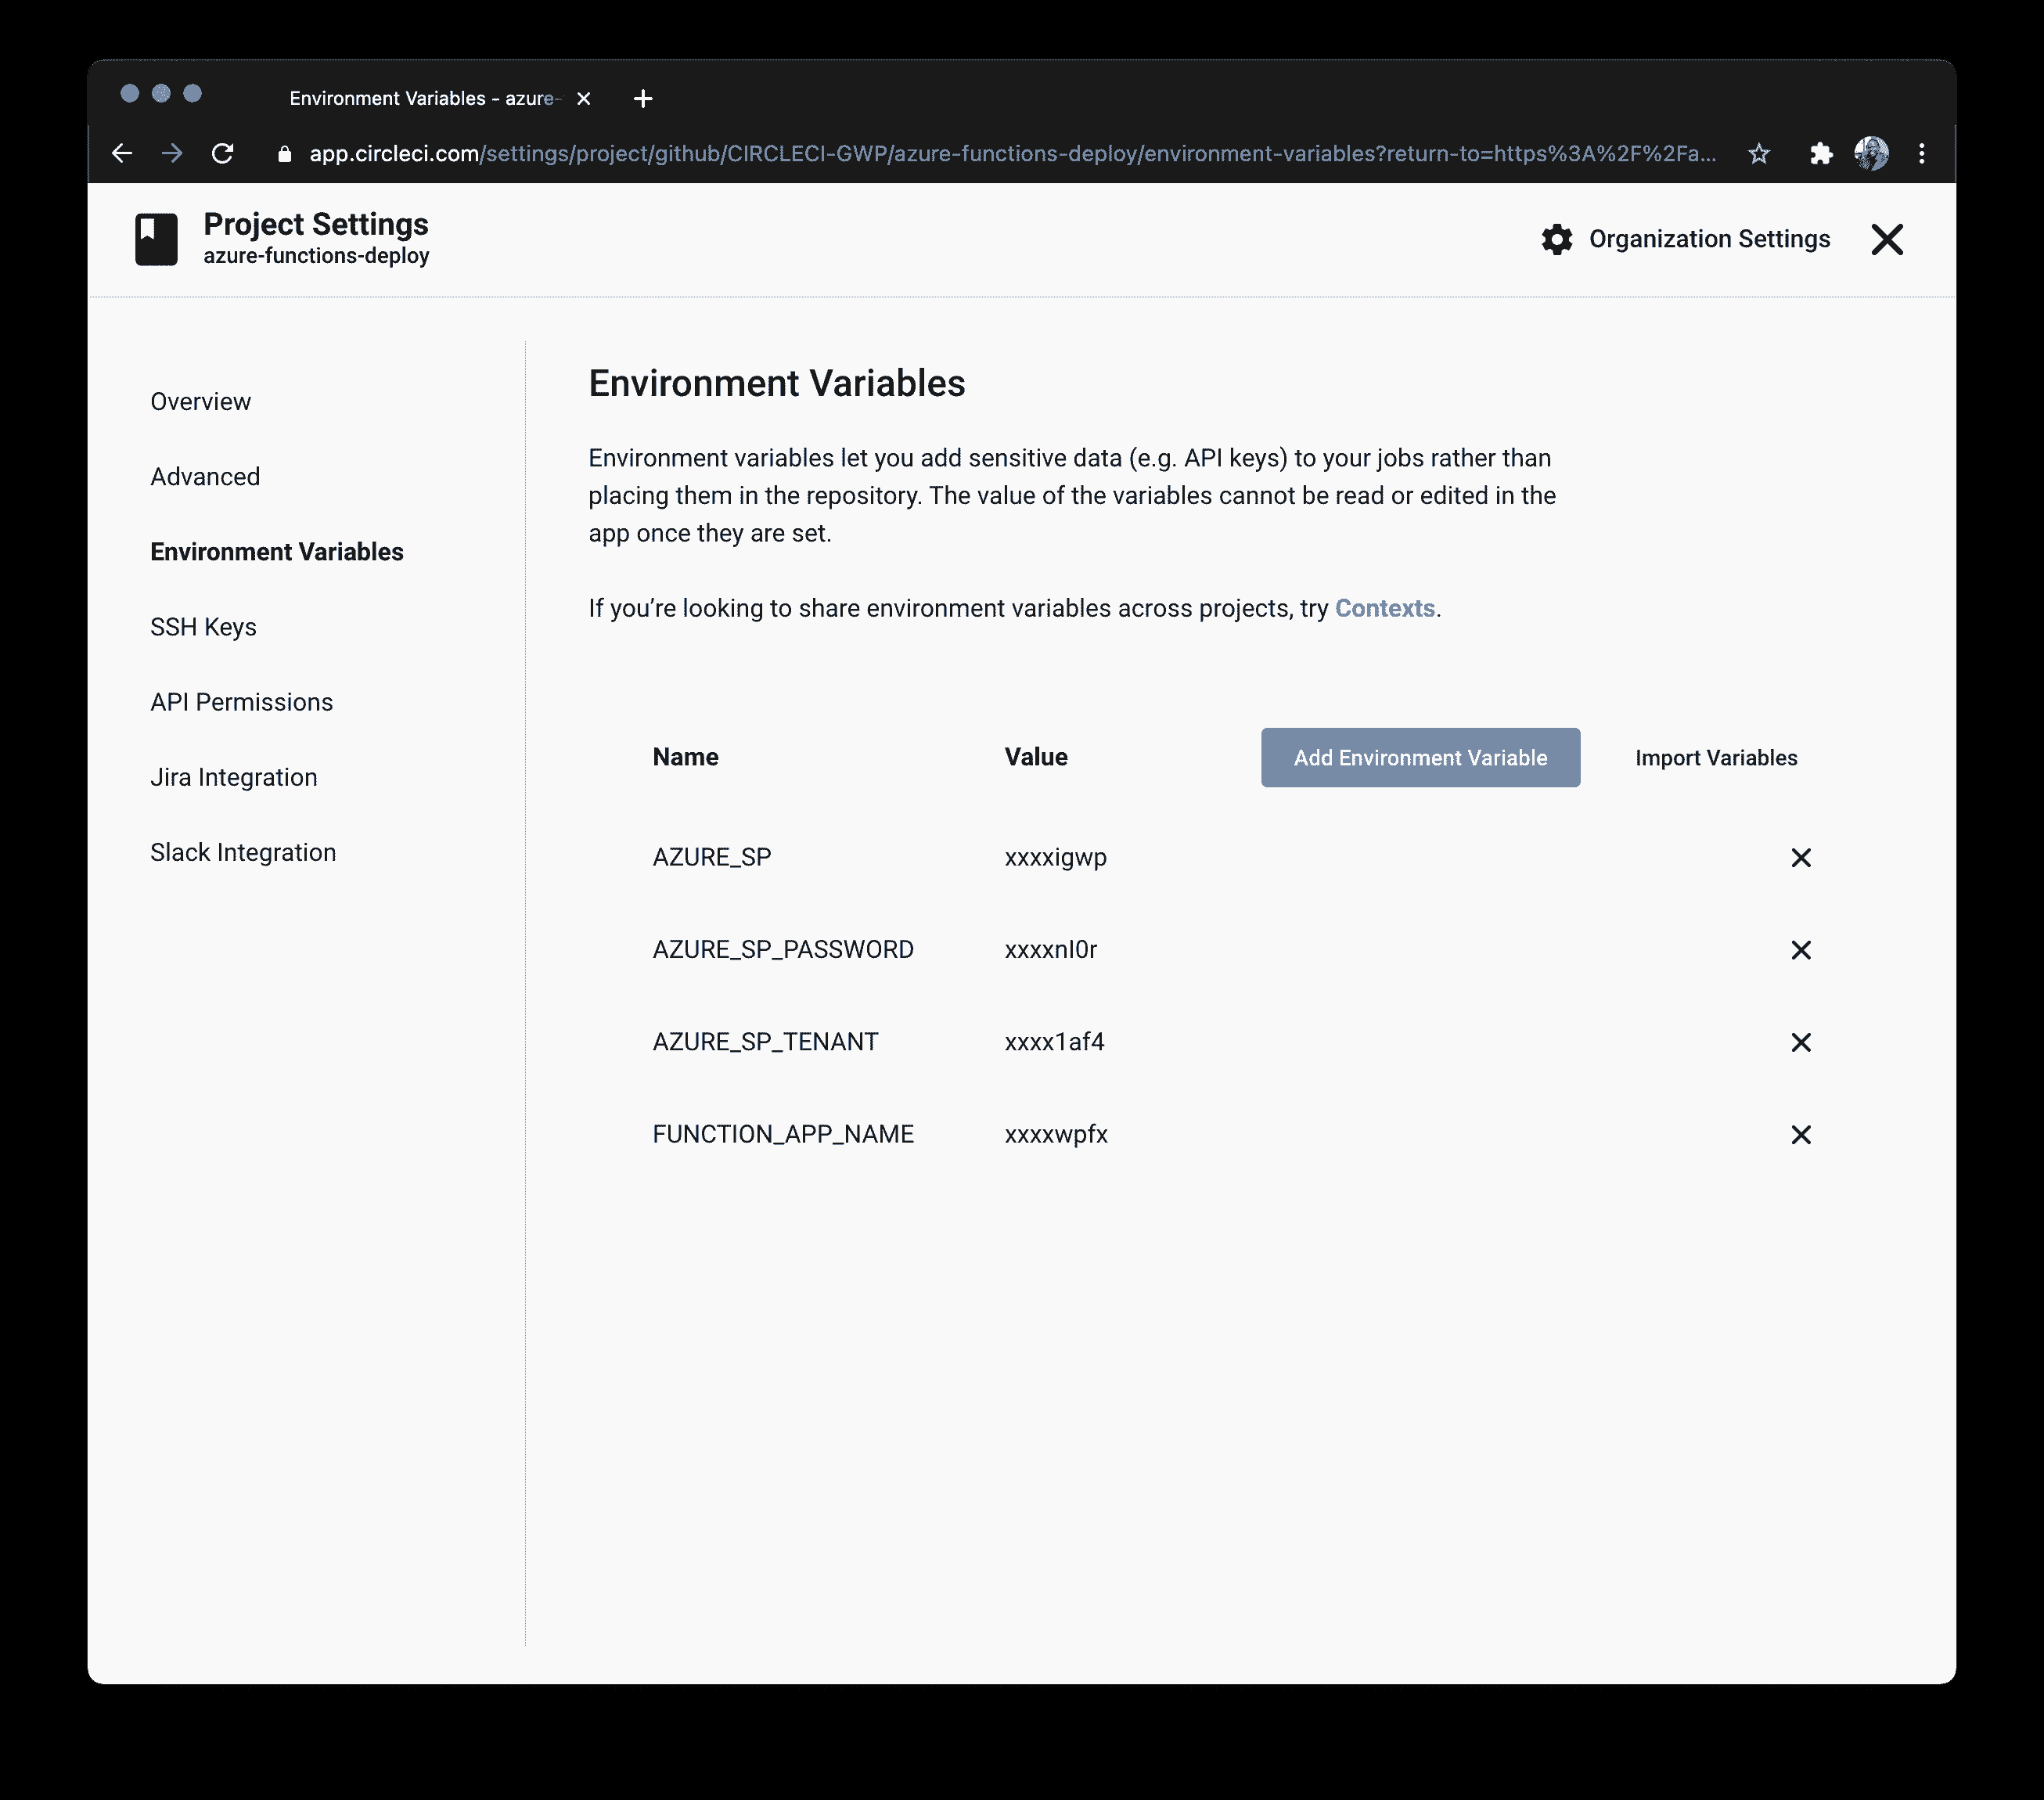 Environment Variables - azure-
app.circleci.com/settings/project/github/CIRCLECI-GWP/azure-functions-deploy/environment-variables?return-to=https%3A%2F%2Fa...
Project Settings
azure-functions-deploy
Organization Settings
Overview
Advanced
Environment Variables
SSH Keys
API Permissions
Jira Integration
Slack Integration
Environment Variables
Environment variables let you add sensitive data (e.g. API keys) to your jobs rather than
placing them in the repository. The value of the variables cannot be read or edited in the
app once they are set.
If you’re looking to share environment variables across projects, try Contexts.
Name Value Add Environment Variable Import Variables
AZURE_SP xxxxigwp
AZURE_SP_PASSWORD xxxxnl0r
AZURE_SP_TENANT xxxx1af4
FUNCTION_APP_NAME xxxxwpfx